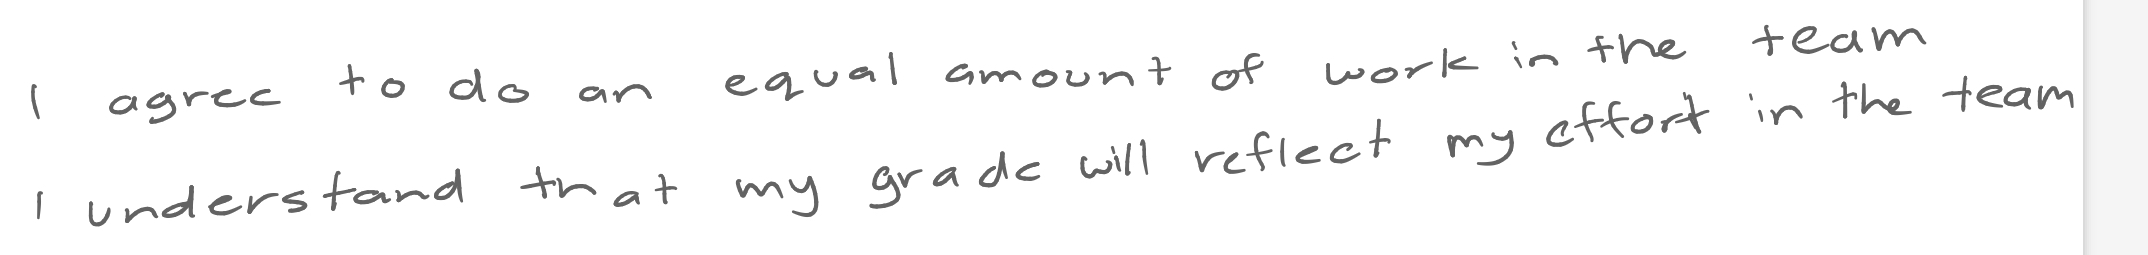 I agree to do an equal amount of work in the team
I understand that my grade will reflect my effort in the team